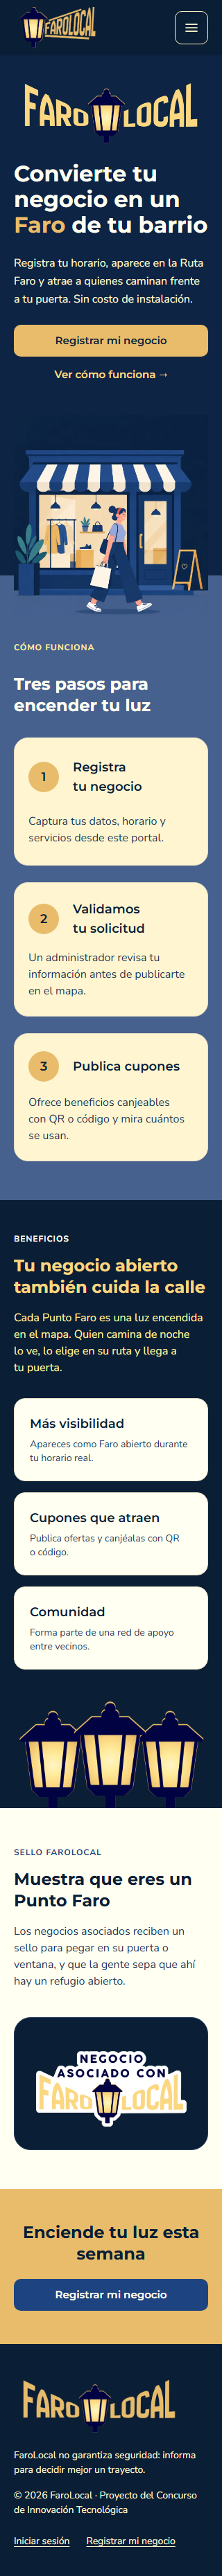 FAROLOCAL
FAROLOCAL
Convierte tu
negocio en un
Faro de tu barrio
Registra tu horario, aparece en la Ruta
Faro y atrae a quienes caminan frente
a tu puerta. Sin costo de instalación.
Registrar mi negocio
Ver cómo funciona →
CÓMO FUNCIONA
Tres pasos para
encender tu luz
1
Registra
tu negocio
Captura tus datos, horario y
servicios desde este portal.
2
Validamos
tu solicitud
Un administrador revisa tu
información antes de publicarte
en el mapa.
3
Publica cupones
Ofrece beneficios canjeables
con QR o código y mira cuántos
se usan.
BENEFICIOS
Tu negocio abierto
también cuida la calle
Cada Punto Faro es una luz encendida
en el mapa. Quien camina de noche
lo ve, lo elige en su ruta y llega a
tu puerta.
Más visibilidad
Apareces como Faro abierto durante
tu horario real.
Cupones que atraen
Publica ofertas y canjéalas con QR
o código.
Comunidad
Forma parte de una red de apoyo
entre vecinos.
SELLO FAROLOCAL
Muestra que eres un
Punto Faro
Los negocios asociados reciben un
sello para pegar en su puerta o
ventana, y que la gente sepa que ahí
hay un refugio abierto.
NEGOCIO
ASOCIADO CON
FAROLOCAL
Enciende tu luz esta
semana
Registrar mi negocio
FAROLOCAL
FaroLocal no garantiza seguridad: informa
para decidir mejor un trayecto.
© 2026 FaroLocal · Proyecto del Concurso
de Innovación Tecnológica
Iniciar sesión Registrar mi negocio